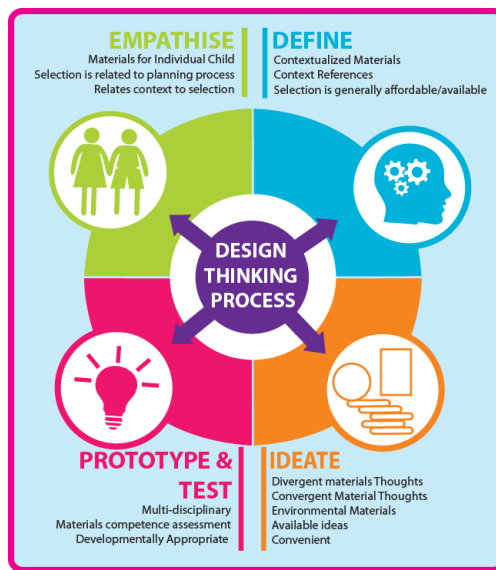 EMPATHISE
Materials for Individual Child
Selection is related to planning process
Relates context to selection
DEFINE
Contextualized Materials
Context References
Selection is generally affordable/available
DESIGN
THINKING
PROCESS
PROTOTYPE &
TEST
Multi-disciplinary
Materials competence assessment
Developmentally Appropriate
IDEATE
Divergent materials Thoughts
Convergent Material Thoughts
Environmental Materials
Available ideas
Convenient